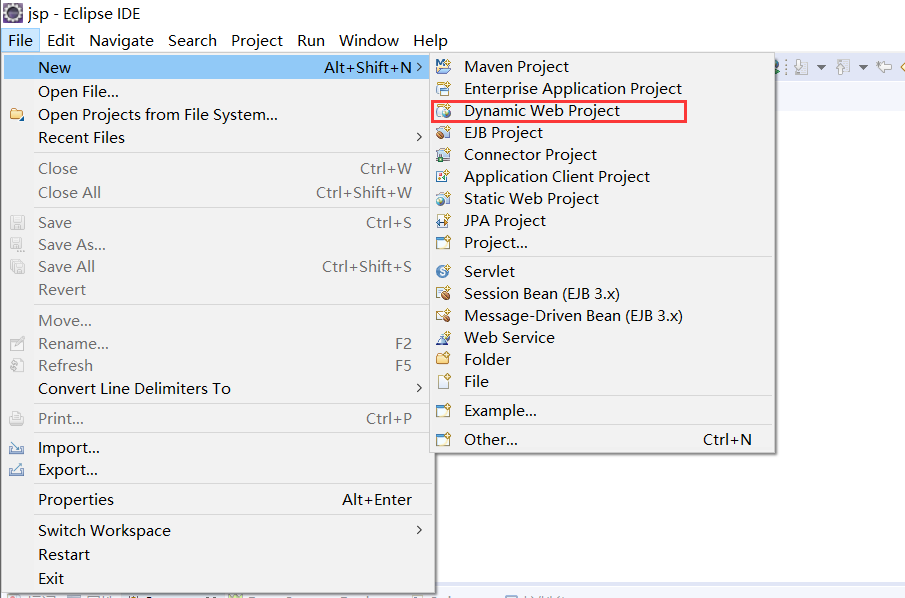 jsp - Eclipse IDE
File Edit Navigate Search Project Run Window Help
New Alt+Shift+N
Open File...
Open Projects from File System...
Recent Files
Close Ctrl+W
Close All Ctrl+Shift+W
Save Ctrl+S
Save As...
Save All Ctrl+Shift+S
Revert
Move...
Rename... F2
Refresh F5
Convert Line Delimiters To
Print... Ctrl+P
Import...
Export...
Properties Alt+Enter
Switch Workspace
Restart
Exit
Maven Project
Enterprise Application Project
Dynamic Web Project
EJB Project
Connector Project
Application Client Project
Static Web Project
JPA Project
Project...
Servlet
Session Bean (EJB 3.x)
Message-Driven Bean (EJB 3.x)
Web Service
Folder
File
Example...
Other... Ctrl+N